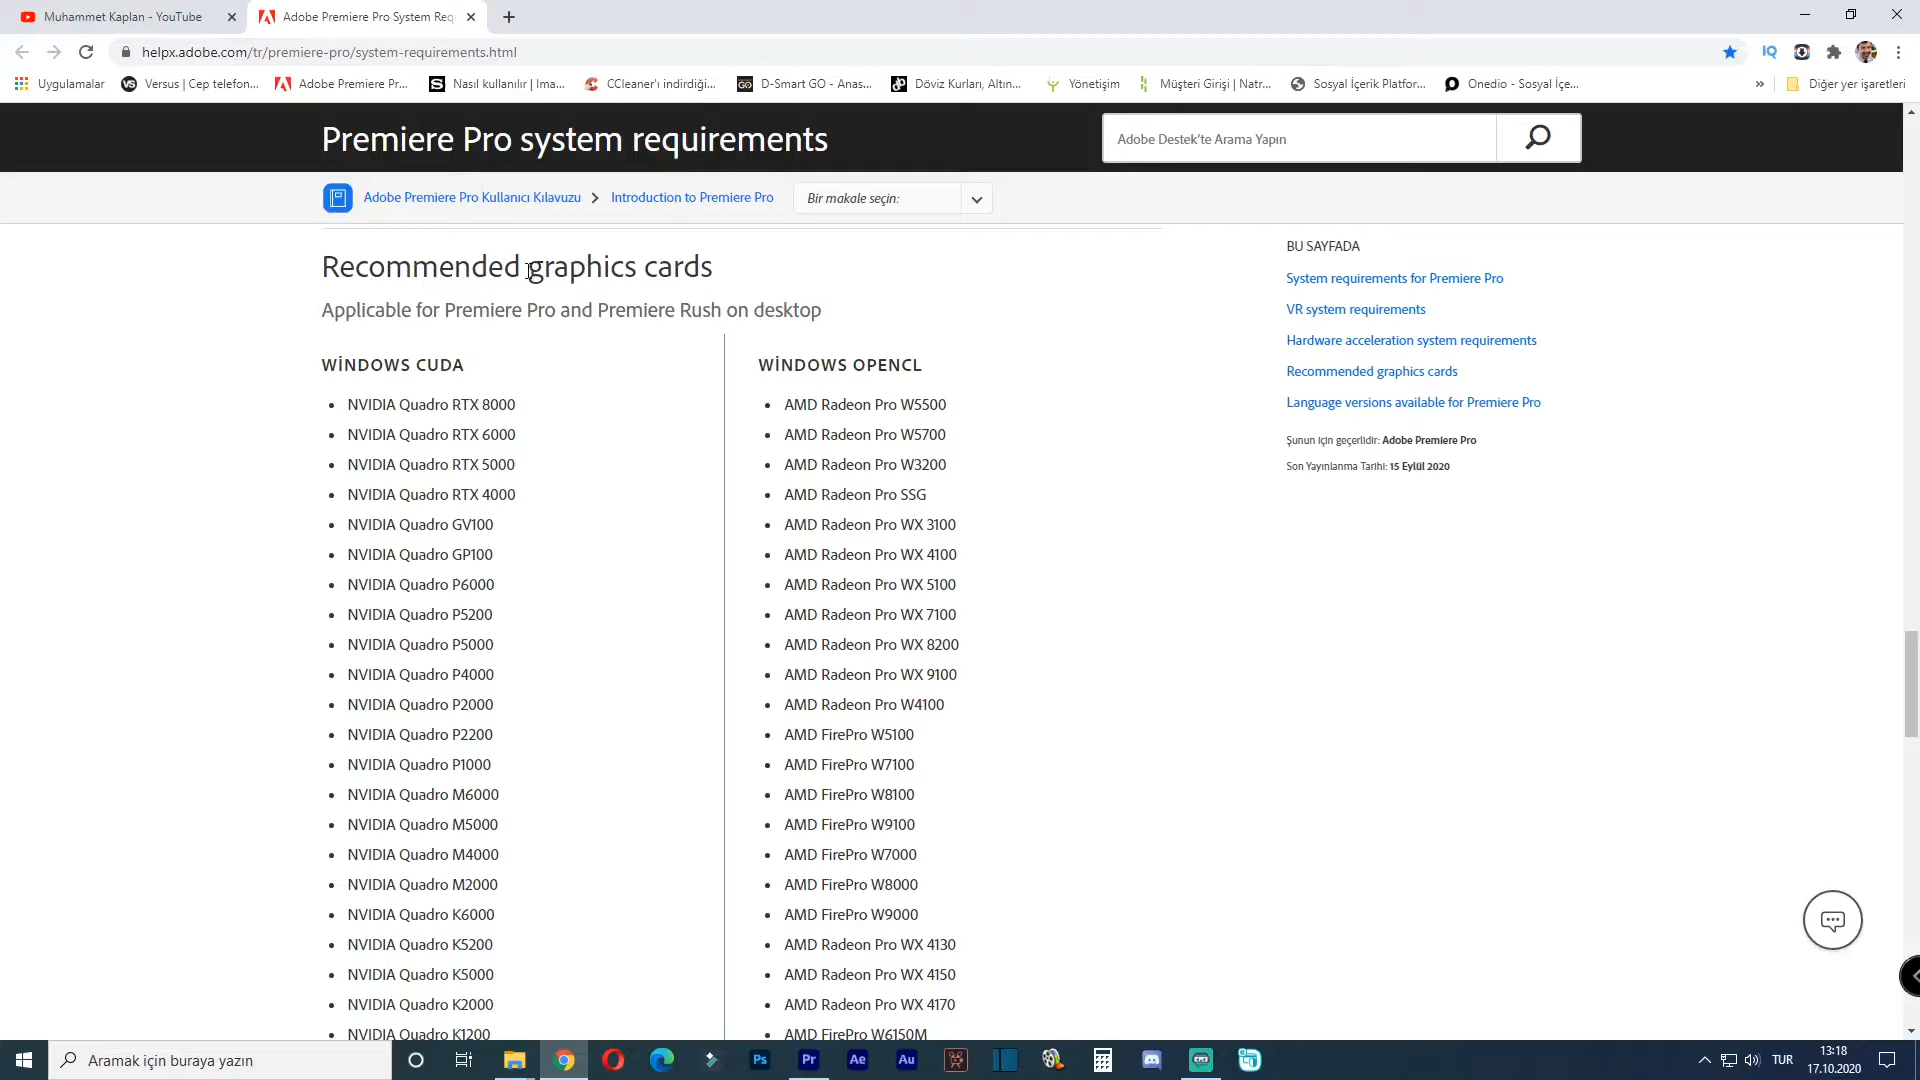 Muhammet Kaplan - YouTube
Adobe Premiere Pro System Req
helpx.adobe.com/tr/premiere-pro/system-requirements.html
IQ
Uygulamalar
Versus | Cep telefon...
Adobe Premiere Pr...
Nasıl kullanılır | Ima...
CCleaner'ı indirdiği...
D-Smart GO - Anas...
Döviz Kurları, Altın...
Yönetişim
Müşteri Girişi | Natr...
Sosyal İçerik Platfor...
Onedio - Sosyal İçe...
Diğer yer işaretleri
Premiere Pro system requirements
Adobe Destek'te Arama Yapın
Adobe Premiere Pro Kullanıcı Kılavuzu
Introduction to Premiere Pro
Bir makale seçin:
Recommended graphics cards
Applicable for Premiere Pro and Premiere Rush on desktop
WİNDOWS CUDA
NVIDIA Quadro RTX 8000
NVIDIA Quadro RTX 6000
NVIDIA Quadro RTX 5000
NVIDIA Quadro RTX 4000
NVIDIA Quadro GV100
NVIDIA Quadro GP100
NVIDIA Quadro P6000
NVIDIA Quadro P5200
NVIDIA Quadro P5000
NVIDIA Quadro P4000
NVIDIA Quadro P2000
NVIDIA Quadro P2200
NVIDIA Quadro P1000
NVIDIA Quadro M6000
NVIDIA Quadro M5000
NVIDIA Quadro M4000
NVIDIA Quadro M2000
NVIDIA Quadro K6000
NVIDIA Quadro K5200
NVIDIA Quadro K5000
NVIDIA Quadro K2000
NVIDIA Quadro K1200
WİNDOWS OPENCL
AMD Radeon Pro W5500
AMD Radeon Pro W5700
AMD Radeon Pro W3200
AMD Radeon Pro SSG
AMD Radeon Pro WX 3100
AMD Radeon Pro WX 4100
AMD Radeon Pro WX 5100
AMD Radeon Pro WX 7100
AMD Radeon Pro WX 8200
AMD Radeon Pro WX 9100
AMD Radeon Pro W4100
AMD FirePro W5100
AMD FirePro W7100
AMD FirePro W8100
AMD FirePro W9100
AMD FirePro W7000
AMD FirePro W8000
AMD FirePro W9000
AMD Radeon Pro WX 4130
AMD Radeon Pro WX 4150
AMD Radeon Pro WX 4170
AMD FirePro W6150M
BU SAYFADA
System requirements for Premiere Pro
VR system requirements
Hardware acceleration system requirements
Recommended graphics cards
Language versions available for Premiere Pro
Şunun için geçerlidir: Adobe Premiere Pro
Son Yayınlanma Tarihi: 15 Eylül 2020
Aramak için buraya yazın
Ps
Pr
Ae
Au
TUR
13:18
17.10.2020